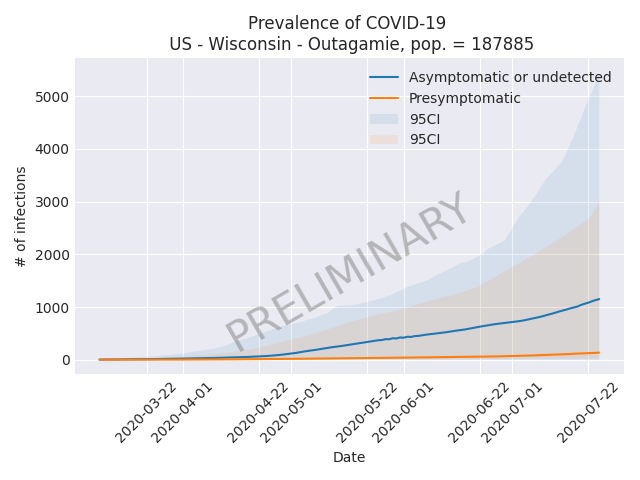 Prevalence of COVID-19
US - Wisconsin - Outagamie, pop. = 187885
Asymptomatic or undetected
Presymptomatic
95CI
95CI
# of infections
5000
4000
3000
2000
1000
0
PRELIMINARY
2020-03-22
2020-04-01
2020-04-22
2020-05-01
2020-05-22
2020-06-01
2020-06-22
2020-07-01
2020-07-22
Date